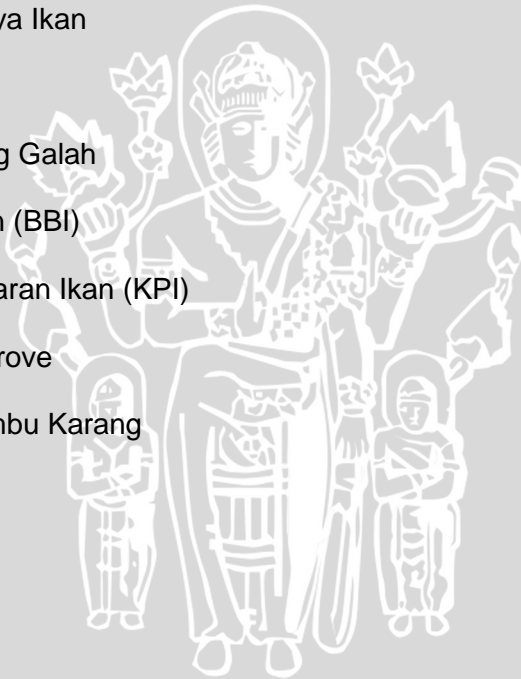 ya Ikan
g Galah
n (BBI)
aran Ikan (KPI)
rove
nbu Karang